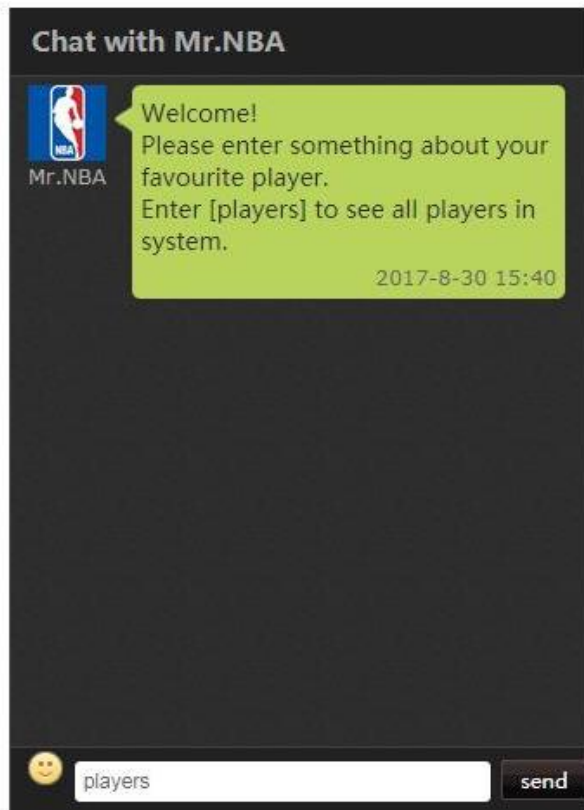 Chat with Mr.NBA
NBA
Mr.NBA
Welcome!
Please enter something about your
favourite player.
Enter [players] to see all players in
system.
2017-8-30 15:40
players
send